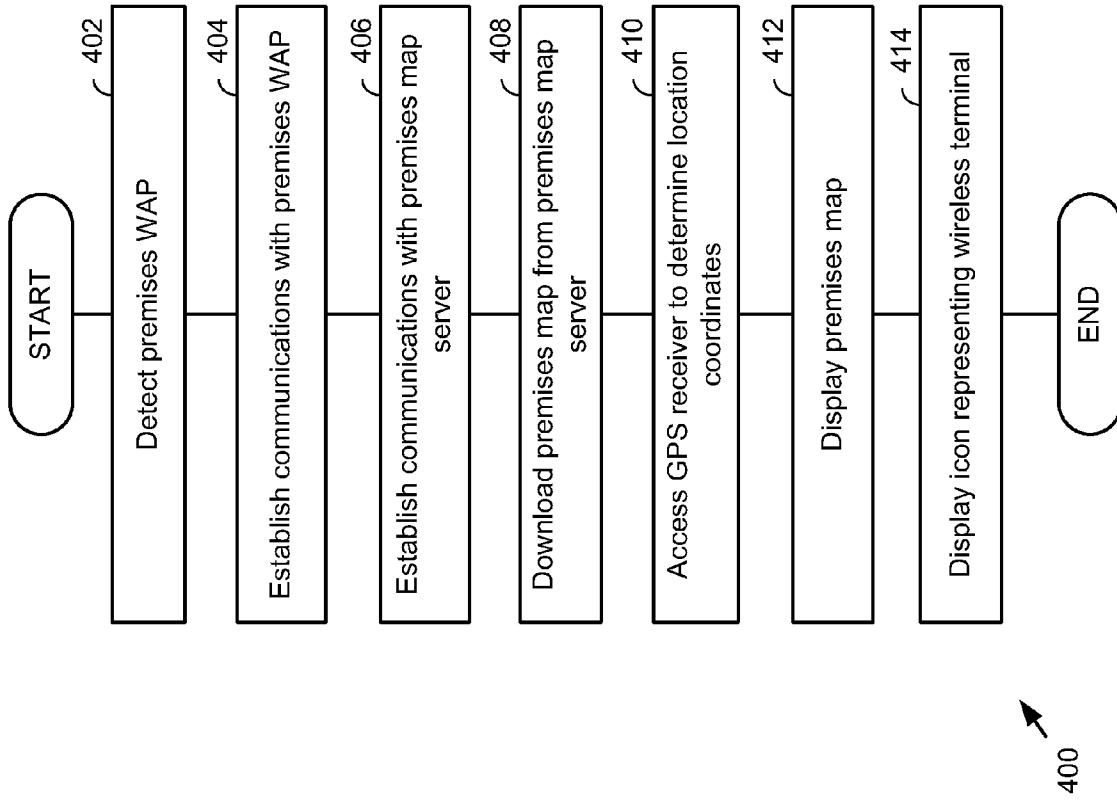 START
402
Detect premises WAP
404
Establish communications with premises WAP
406
Establish communications with premises map
server
408
Download premises map from premises map
server
410
Access GPS receiver to determine location
coordinates
412
Display premises map
414
Display icon representing wireless terminal
END
400